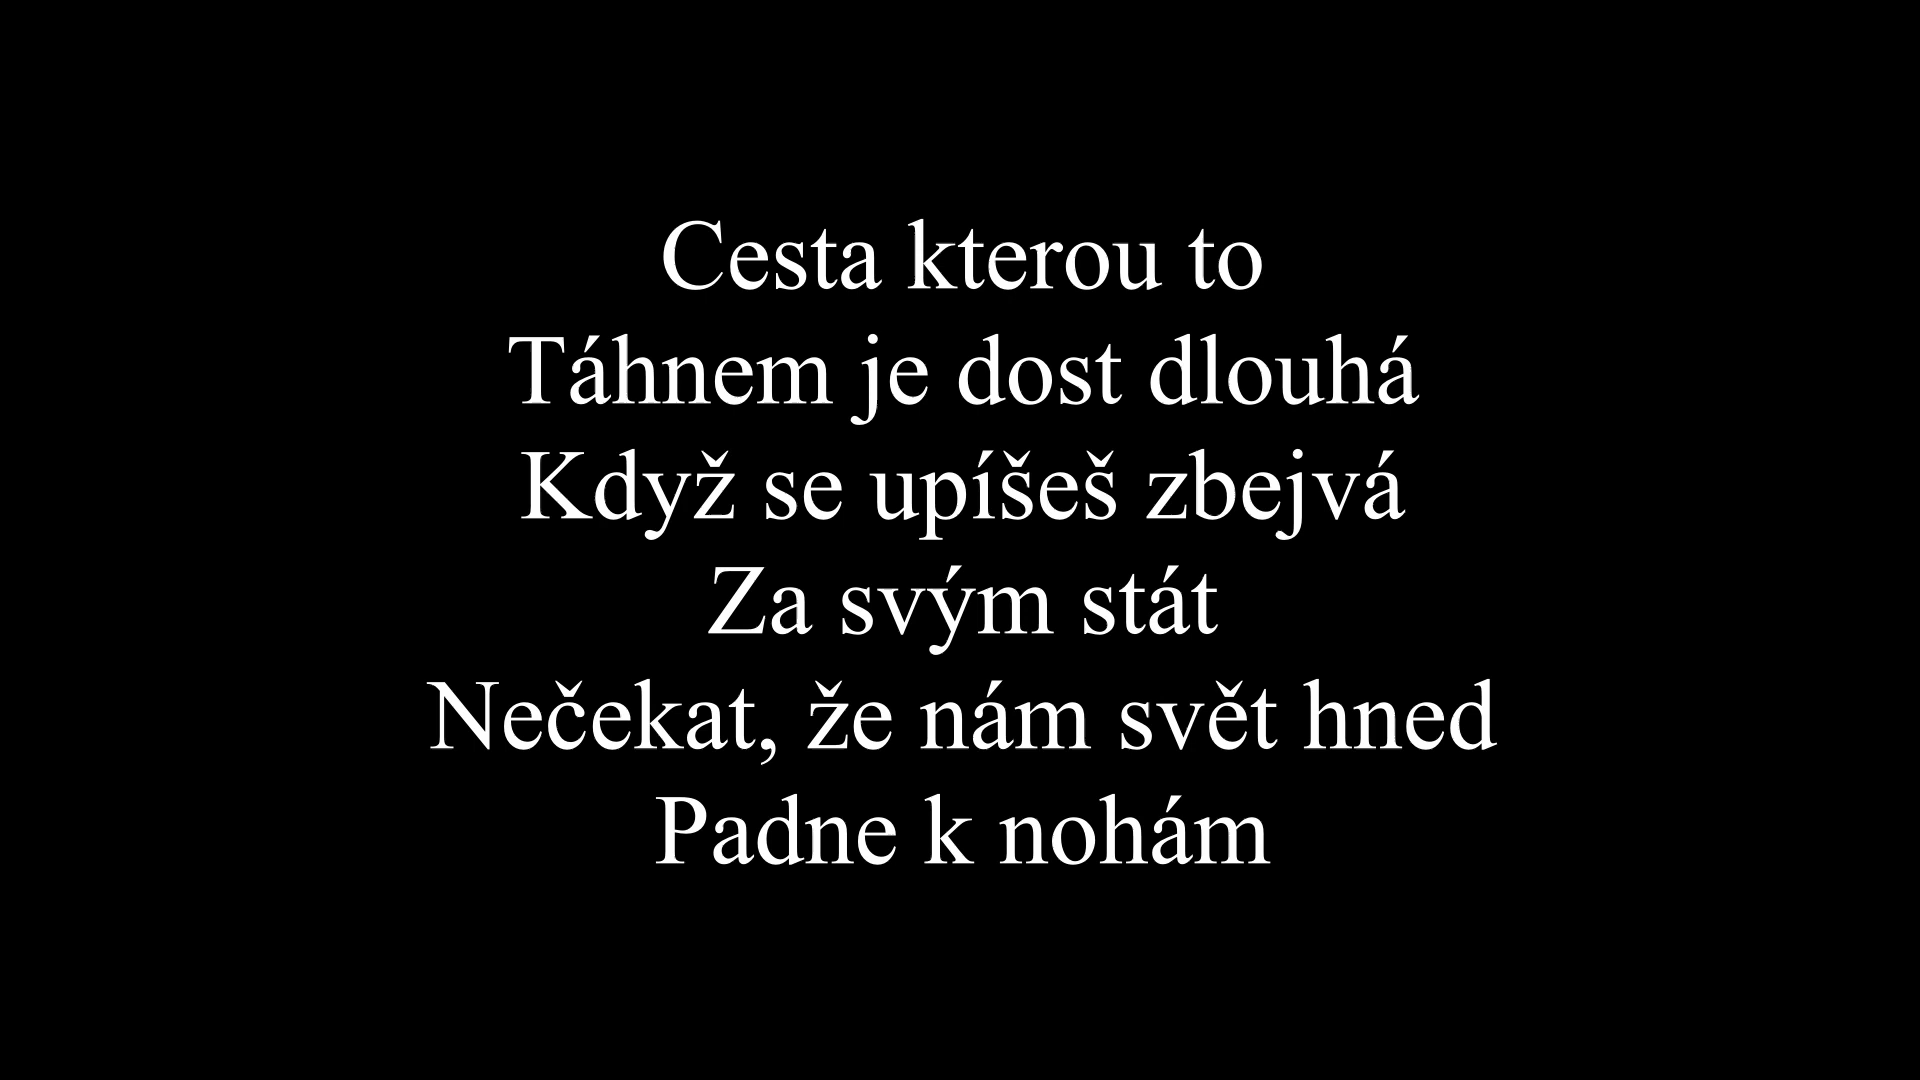 Cesta kterou to
Táhnem je dost dlouhá
Když se upíšeš zbejvá
Za svým stát
Nečekat, že nám svět hned
Padne k nohám